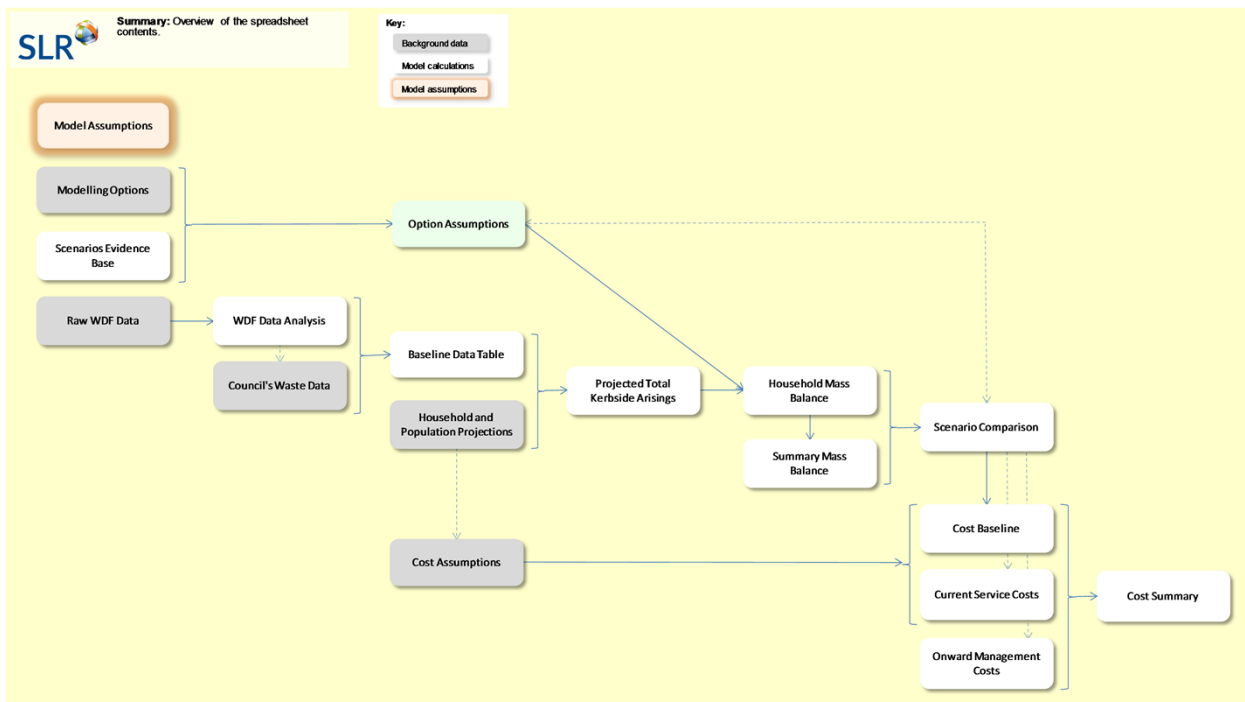 SLR
Summary: Overview of the spreadsheet
contents.
Key:
Background data
Model calculations
Model assumptions
Model Assumptions
Modelling Options
Scenarios Evidence
Base
Option Assumptions
Raw WDF Data
WDF Data Analysis
Council's Waste Data
Baseline Data Table
Household and
Population Projections
Projected Total
Kerbside Arisings
Household Mass
Balance
Summary Mass
Balance
Scenario Comparison
Cost Assumptions
Cost Baseline
Current Service Costs
Onward Management
Costs
Cost Summary